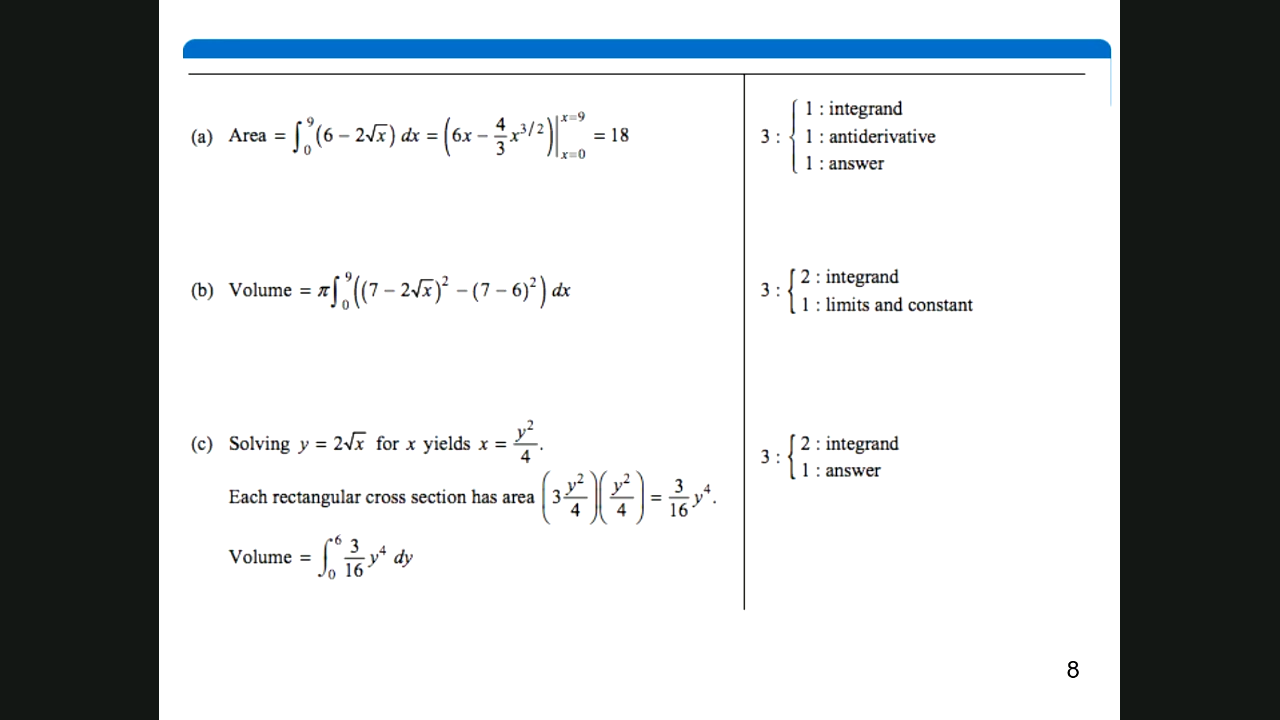 (a) Area = ∫₀⁹ (6 − 2√x) dx = (6x − 4/3 x^(3/2))|_{x=0}^{x=9} = 18
3 : { 1 : integrand
1 : antiderivative
1 : answer
(b) Volume = π∫₀⁹ ((7 − 2√x)² − (7 − 6)²) dx
3 : { 2 : integrand
1 : limits and constant
(c) Solving y = 2√x for x yields x = y²/4.
Each rectangular cross section has area (3 y²/4)(y²/4) = 3/16 y⁴.
Volume = ∫₀⁶ 3/16 y⁴ dy
3 : { 2 : integrand
1 : answer
8